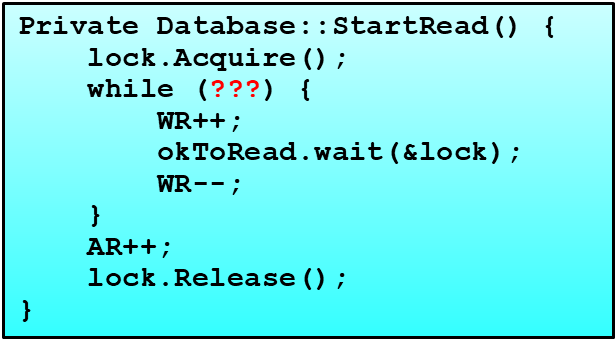 Private Database::StartRead() {
    lock.Acquire();
    while (???) {
        WR++;
        okToRead.wait(&lock);
        WR--;
    }
    AR++;
    lock.Release();
}